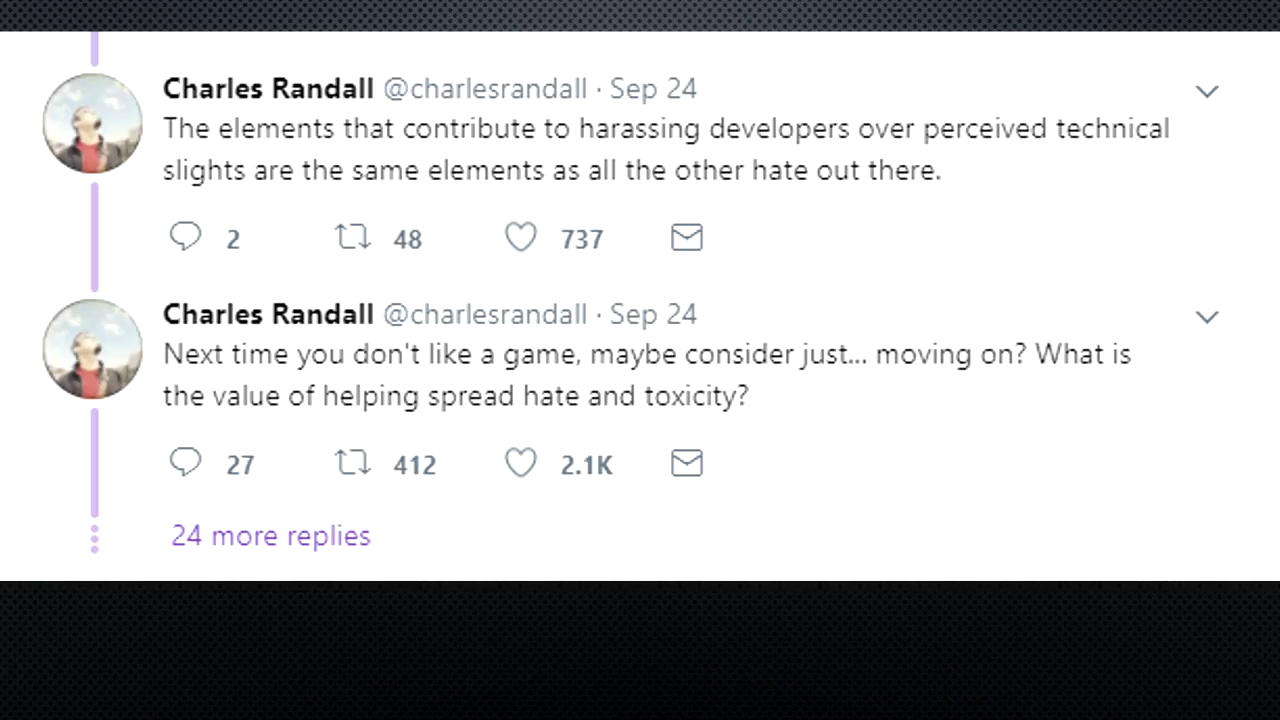 Charles Randall @charlesrandall · Sep 24
The elements that contribute to harassing developers over perceived technical
slights are the same elements as all the other hate out there.
2 48 737
Charles Randall @charlesrandall · Sep 24
Next time you don't like a game, maybe consider just... moving on? What is
the value of helping spread hate and toxicity?
27 412 2.1K
24 more replies